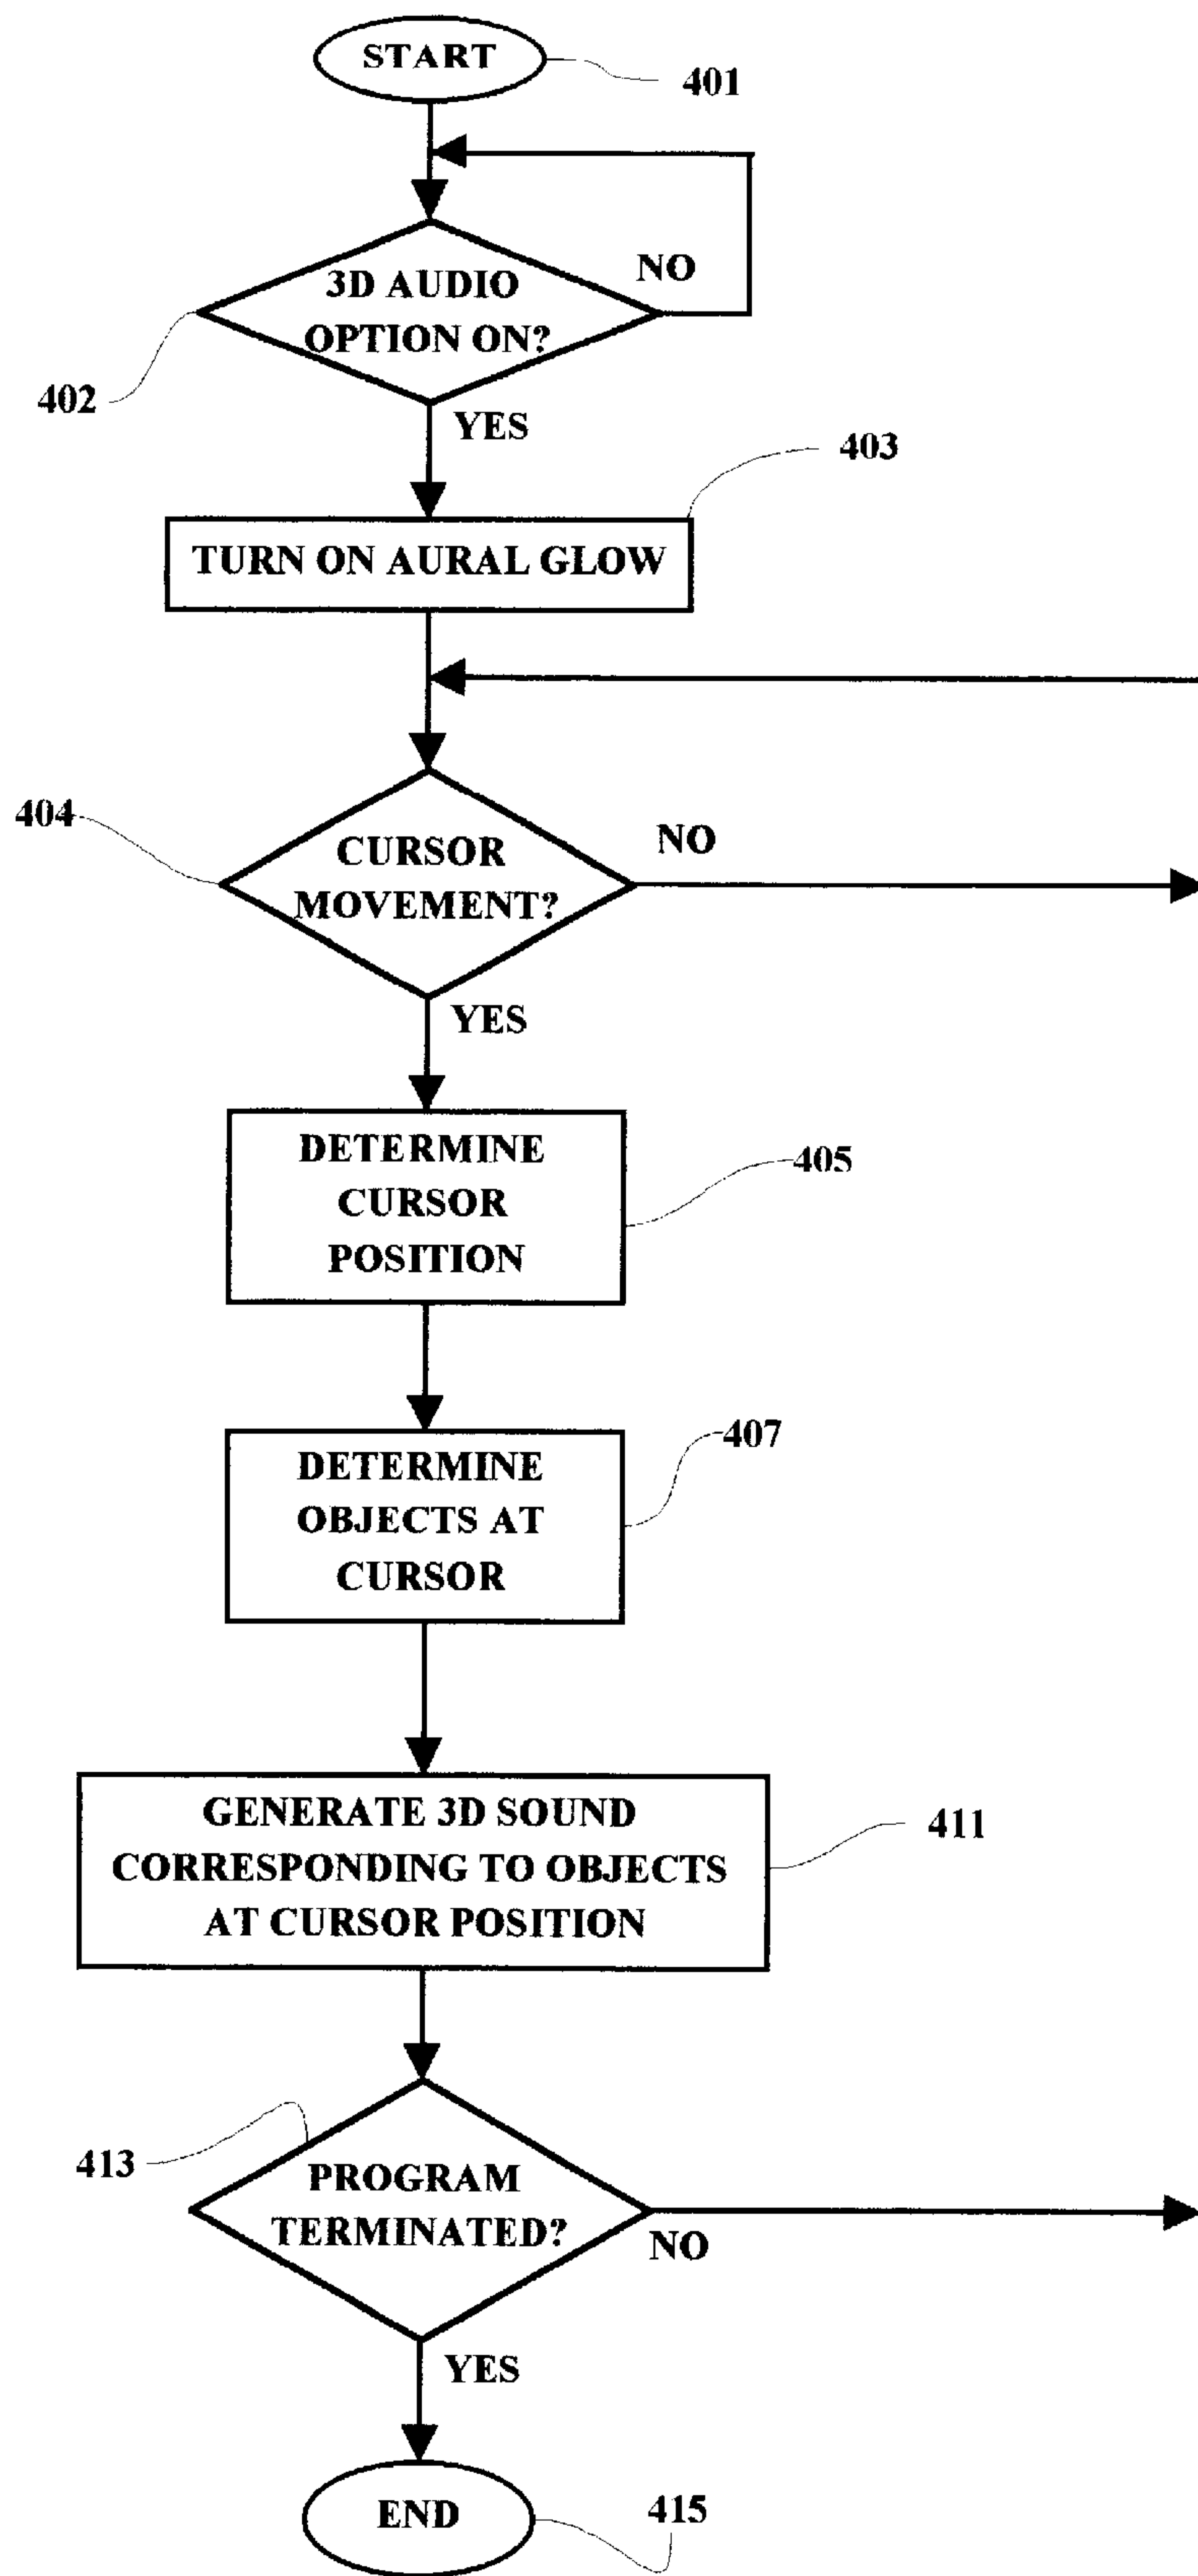 START
401
3D AUDIO
OPTION ON?
NO
402
YES
403
TURN ON AURAL GLOW
404
CURSOR
MOVEMENT?
NO
YES
DETERMINE
CURSOR
POSITION
405
DETERMINE
OBJECTS AT
CURSOR
407
GENERATE 3D SOUND
CORRESPONDING TO OBJECTS
AT CURSOR POSITION
411
413
PROGRAM
TERMINATED?
NO
YES
END
415